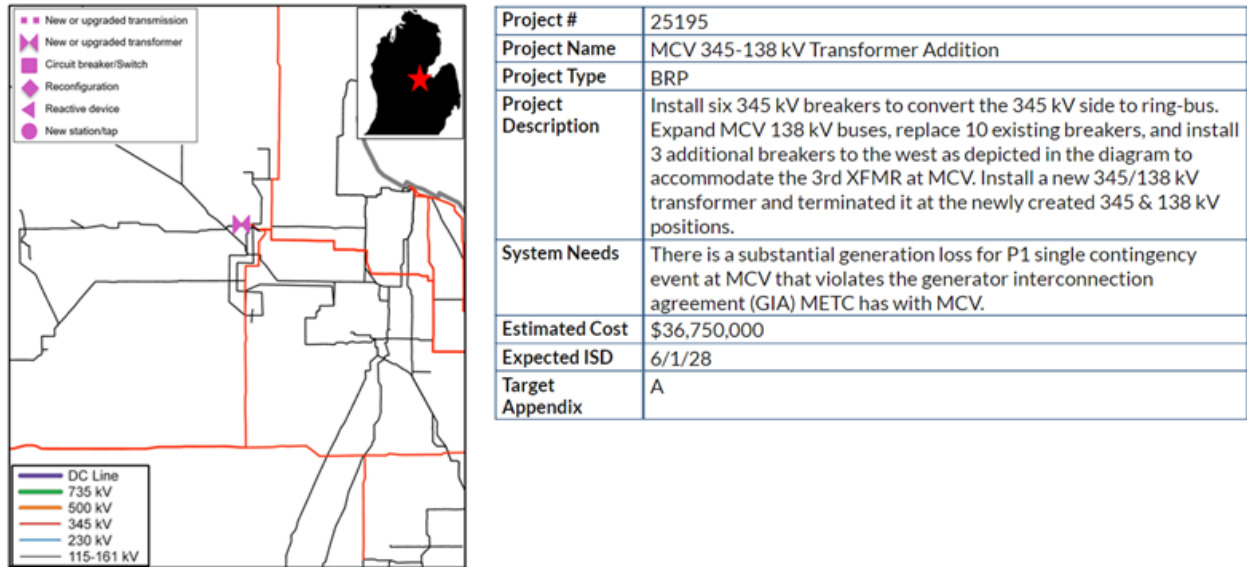 New or upgraded transmission
New or upgraded transformer
Circuit breaker/Switch
Reconfiguration
Reactive device
New station/tap
DC Line
735 kV
500 kV
345 kV
230 kV
115-161 kV
Project # 25195
Project Name MCV 345-138 kV Transformer Addition
Project Type BRP
Project Description Install six 345 kV breakers to convert the 345 kV side to ring-bus.
Expand MCV 138 kV buses, replace 10 existing breakers, and install
3 additional breakers to the west as depicted in the diagram to
accommodate the 3rd XFMR at MCV. Install a new 345/138 kV
transformer and terminated it at the newly created 345 & 138 kV
positions.
System Needs There is a substantial generation loss for P1 single contingency
event at MCV that violates the generator interconnection
agreement (GIA) METC has with MCV.
Estimated Cost $36,750,000
Expected ISD 6/1/28
Target Appendix A